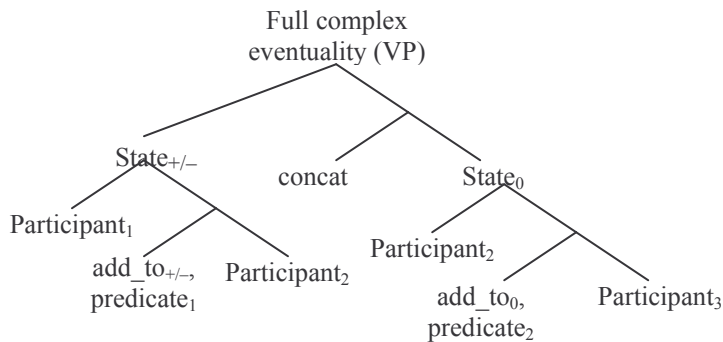 Full complex
eventuality (VP)
State₊/₋
concat
State₀
Participant₁
Participant₂
add_to₊/₋,
predicate₁
Participant₂
add_to₀,
predicate₂
Participant₃